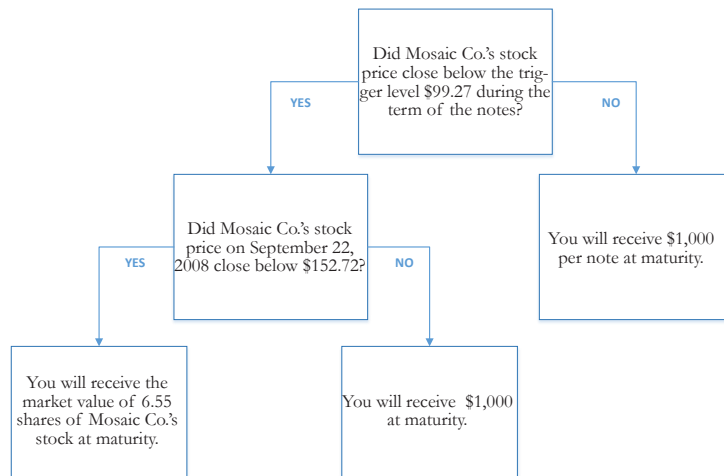 Did Mosaic Co.'s stock
price close below the trig-
ger level $99.27 during the
term of the notes?
YES
NO
Did Mosaic Co.'s stock
price on September 22,
2008 close below $152.72?
You will receive $1,000
per note at maturity.
YES
NO
You will receive the
market value of 6.55
shares of Mosaic Co.'s
stock at maturity.
You will receive $1,000
at maturity.